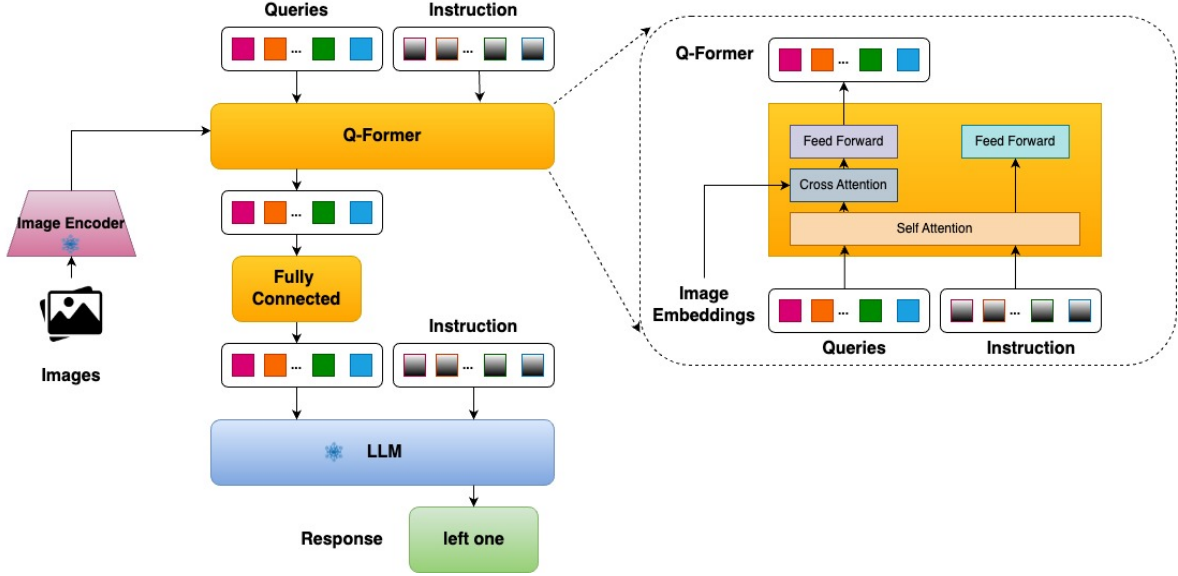 Queries
Instruction
...
...
Q-Former
Image Encoder
Images
...
Fully
Connected
Instruction
...
...
LLM
Response
left one
Q-Former
...
Feed Forward
Feed Forward
Cross Attention
Self Attention
Image
Embeddings
...
...
Queries
Instruction